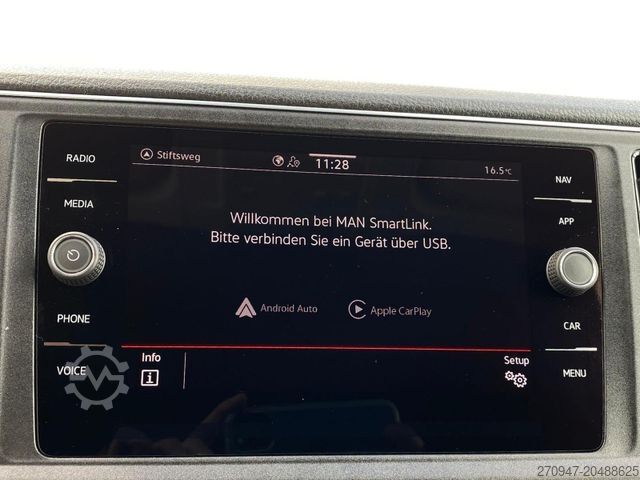 RADIO
MEDIA
PHONE
VOICE
Stiftsweg
11:28
16.5°C
Willkommen bei MAN SmartLink.
Bitte verbinden Sie ein Gerät über USB.
Android Auto
Apple CarPlay
Info
Setup
NAV
APP
CAR
MENU
270947-20488625